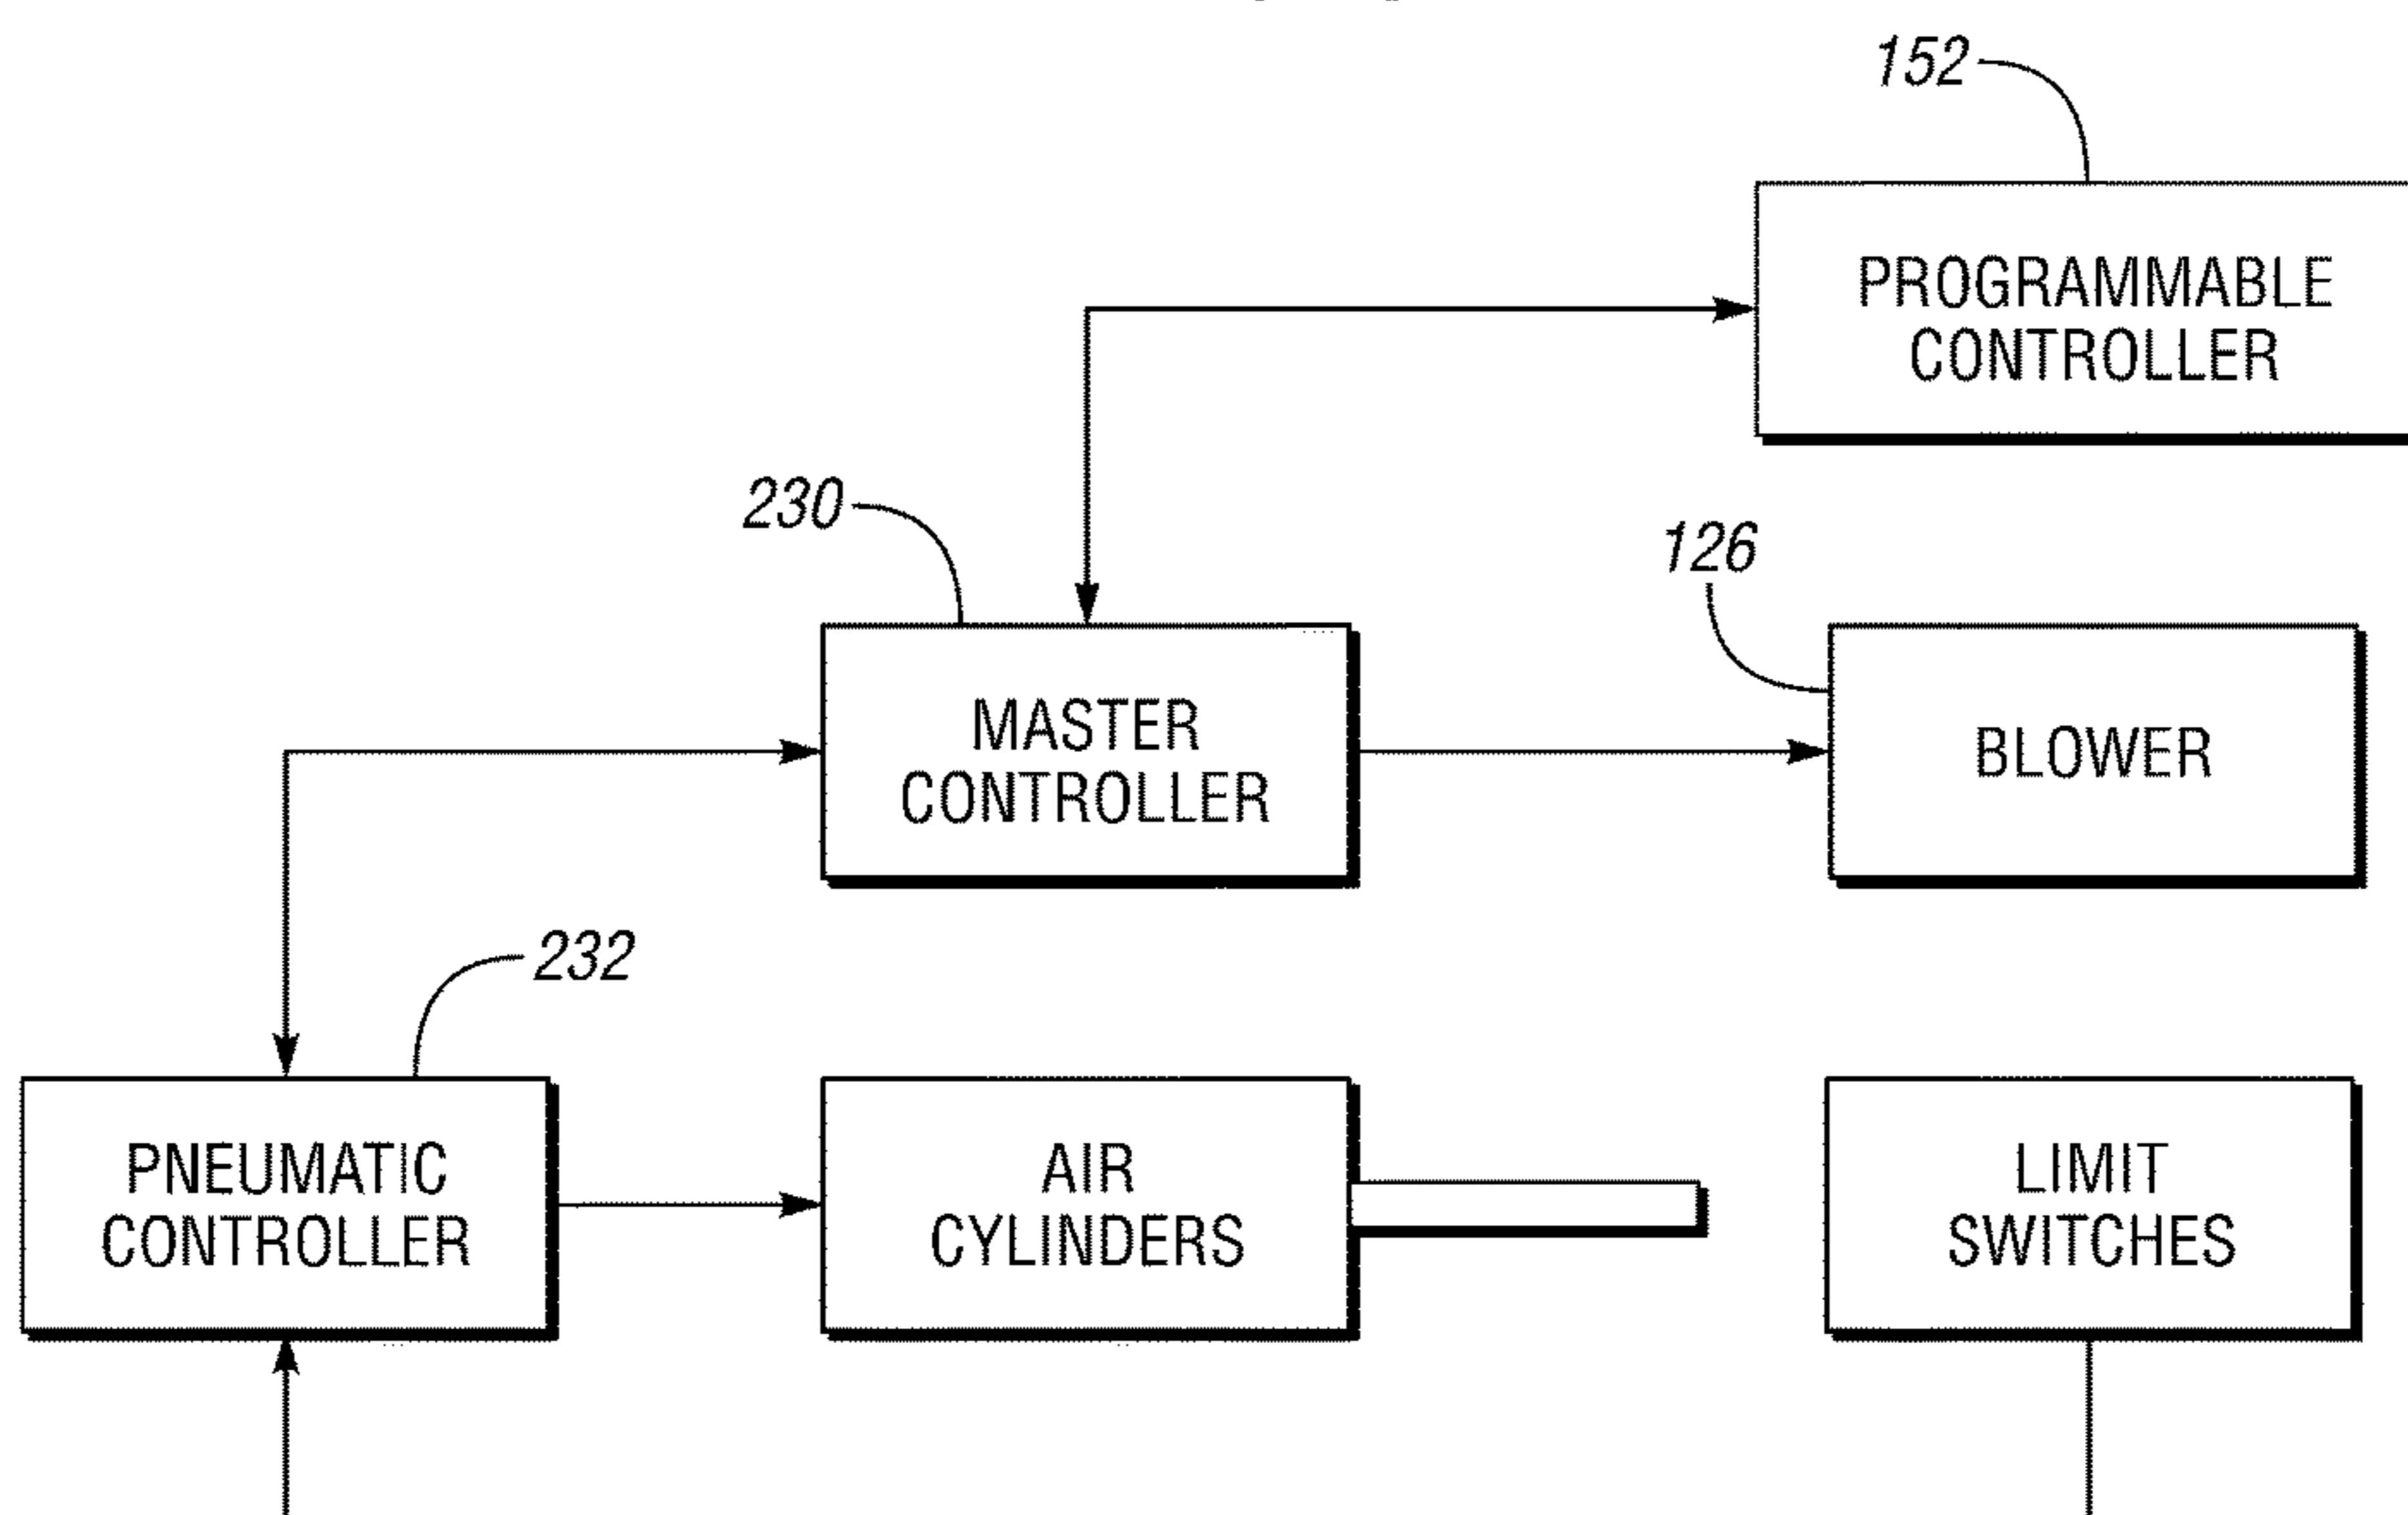 152
PROGRAMMABLE
CONTROLLER
230
126
MASTER
CONTROLLER
BLOWER
232
PNEUMATIC
CONTROLLER
AIR
CYLINDERS
LIMIT
SWITCHES